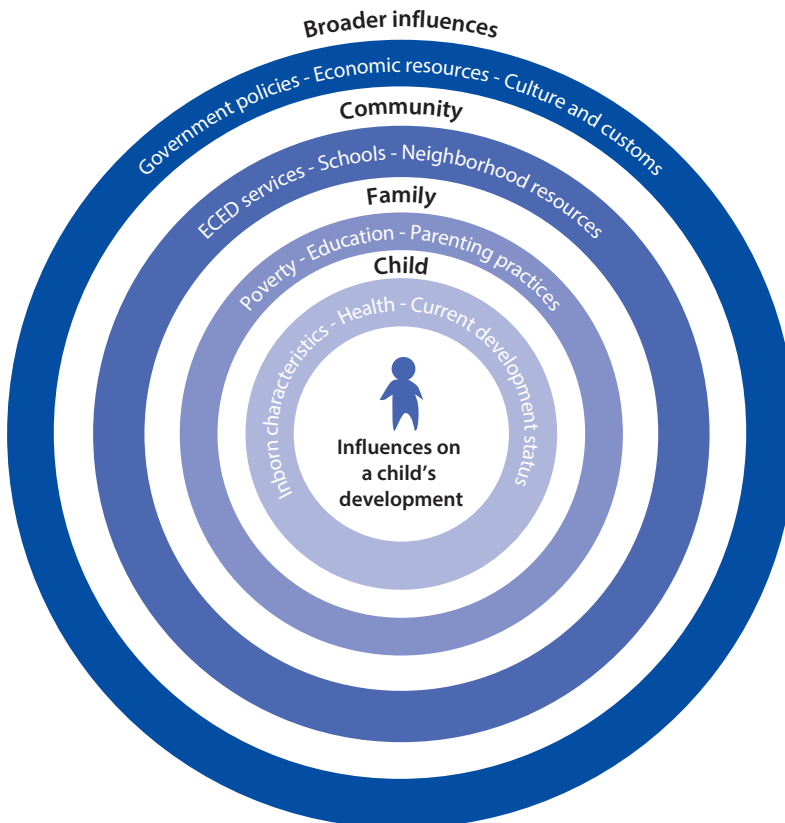 Broader influences
Government policies - Economic resources - Culture and customs
Community
ECED services - Schools - Neighborhood resources
Family
Poverty - Education - Parenting practices
Child
Inborn characteristics - Health - Current development status
Influences on
a child’s
development